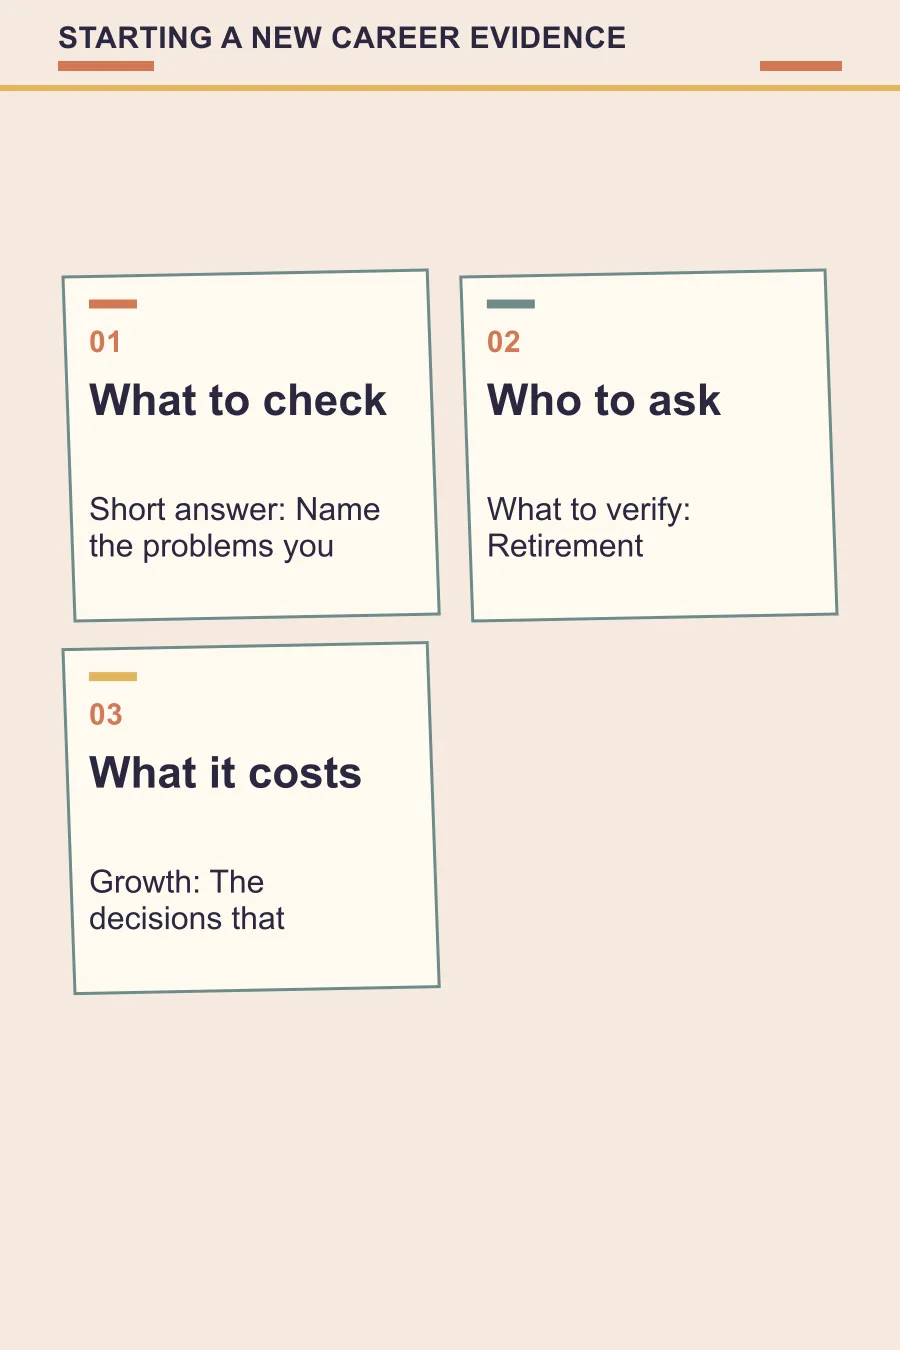 STARTING A NEW CAREER EVIDENCE
01
What to check
Short answer: Name
the problems you
02
Who to ask
What to verify:
Retirement
03
What it costs
Growth: The
decisions that